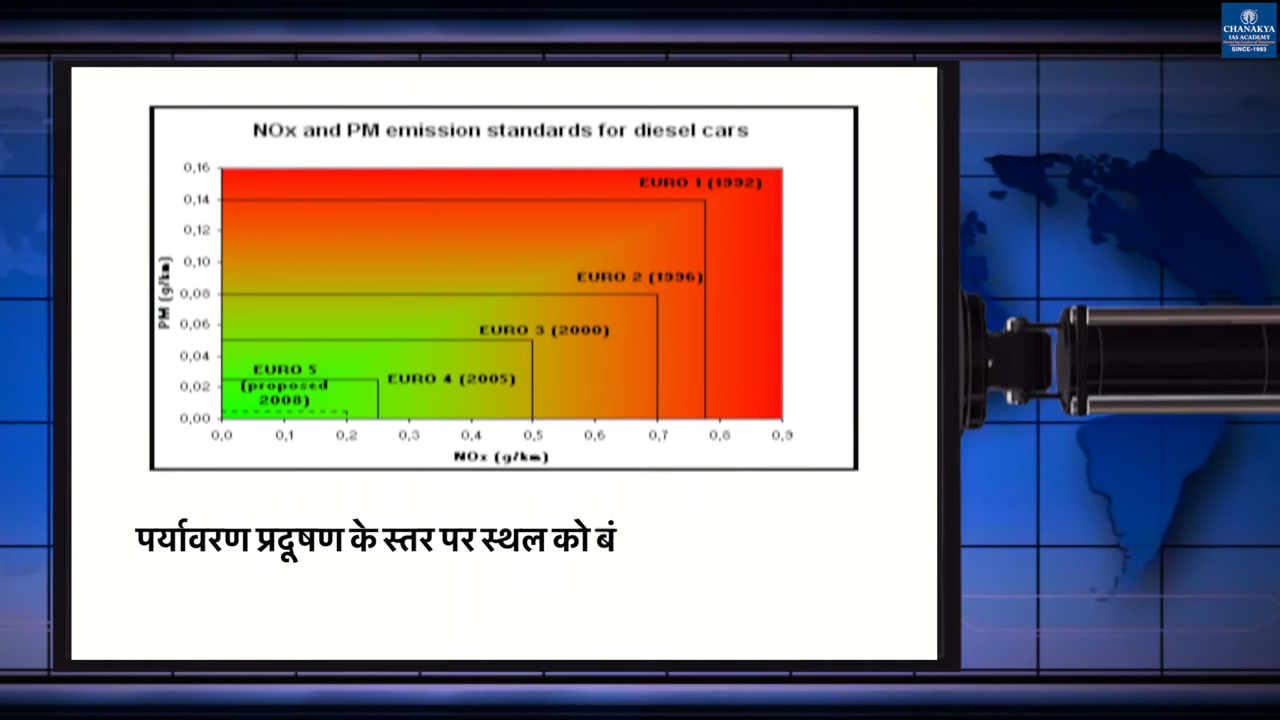 CHANAKYA
IAS ACADEMY
SINCE-1993
NOx and PM emission standards for diesel cars
PM (g/km)
0,16
0,14
0,12
0,10
0,08
0,06
0,04
0,02
0,00
EURO 1 (1992)
EURO 2 (1996)
EURO 3 (2000)
EURO 4 (2005)
EURO 5
(proposed
2008)
0,0 0,1 0,2 0,3 0,4 0,5 0,6 0,7 0,8 0,9
NOx (g/km)
पर्यावरण प्रदूषण के स्तर पर स्थल को बं